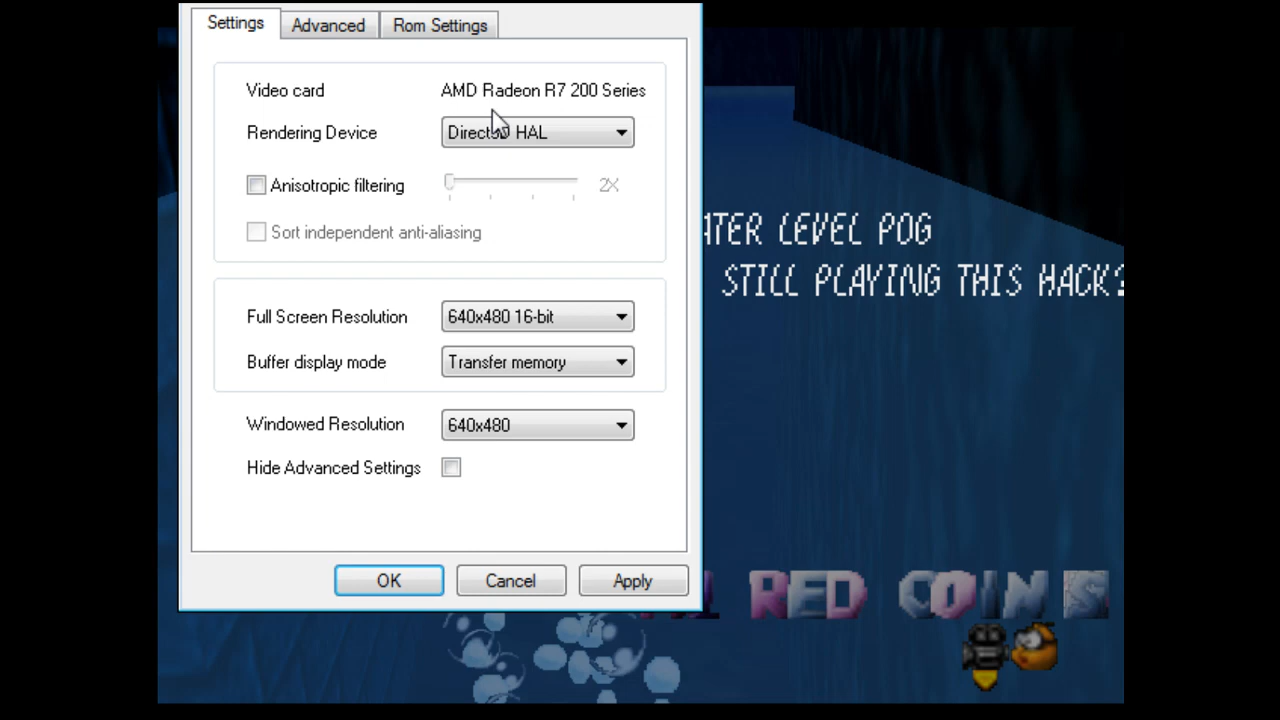 Settings
Advanced
Rom Settings
Video card
AMD Radeon R7 200 Series
Rendering Device
Direct3D HAL
Anisotropic filtering
2X
Sort independent anti-aliasing
Full Screen Resolution
640x480 16-bit
Buffer display mode
Transfer memory
Windowed Resolution
640x480
Hide Advanced Settings
OK
Cancel
Apply
ATER LEVEL POG
STILL PLAYING THIS HACK?
RED COINS